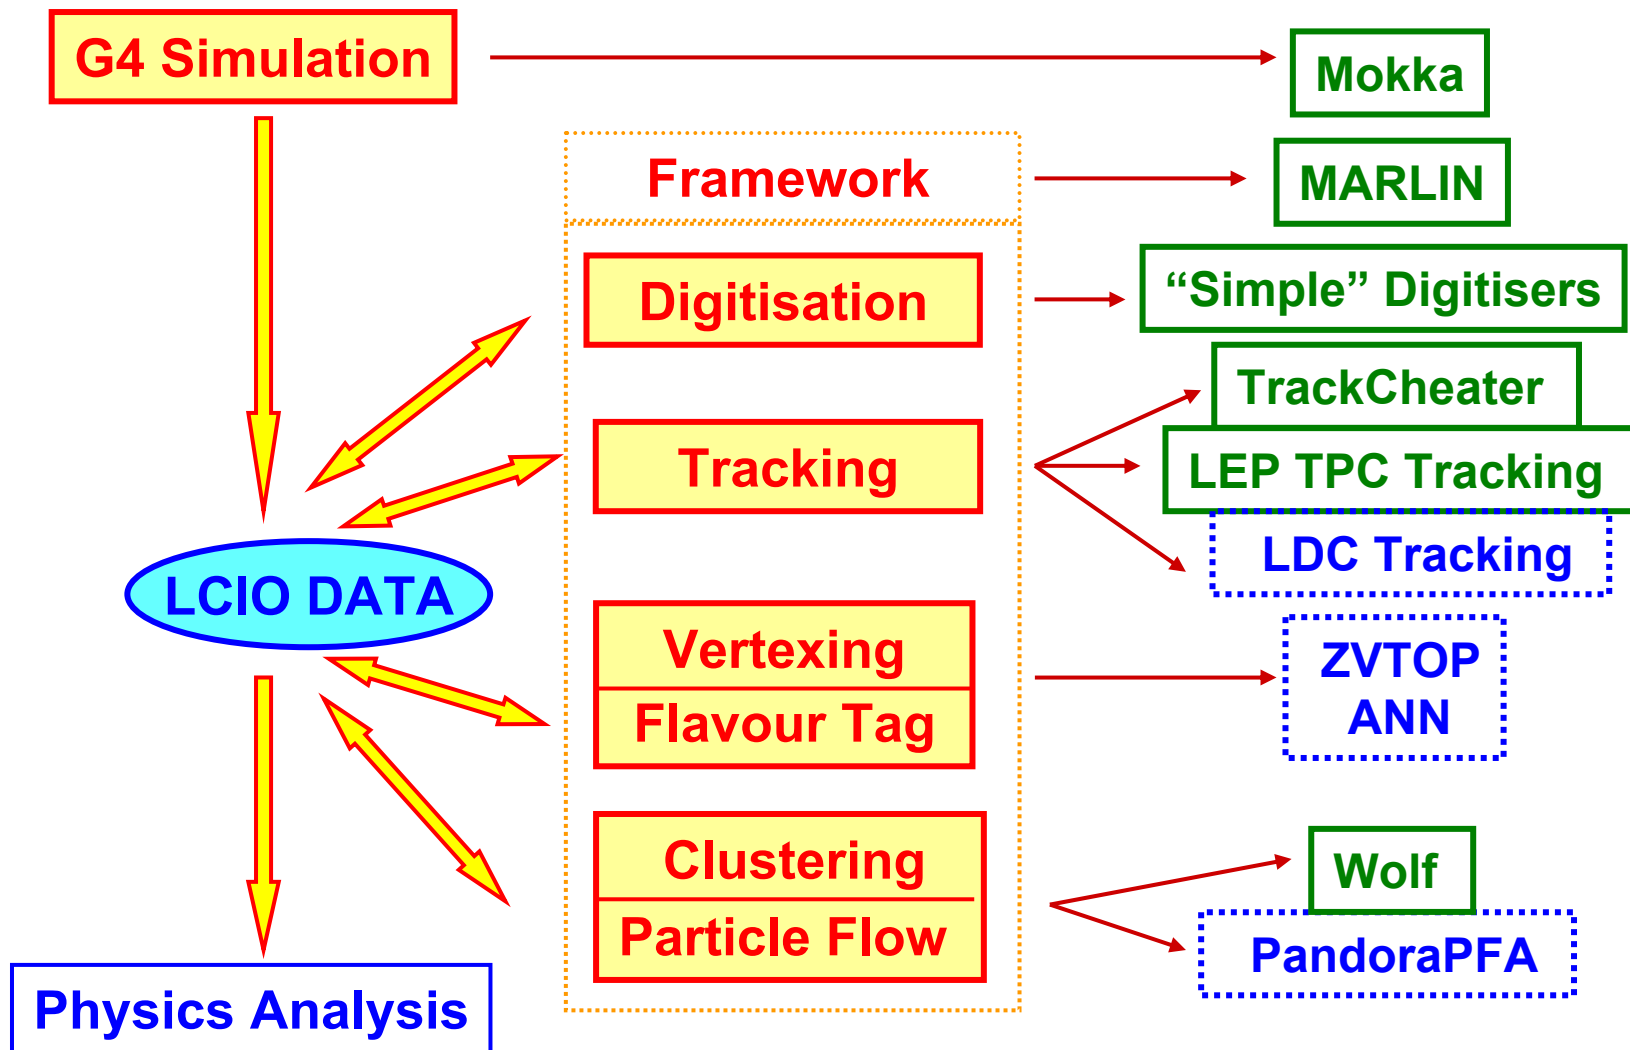 G4 Simulation
Mokka
Framework
MARLIN
Digitisation
“Simple” Digitisers
TrackCheater
Tracking
LEP TPC Tracking
LDC Tracking
LCIO DATA
Vertexing
Flavour Tag
ZVTOP
ANN
Clustering
Particle Flow
Wolf
PandoraPFA
Physics Analysis